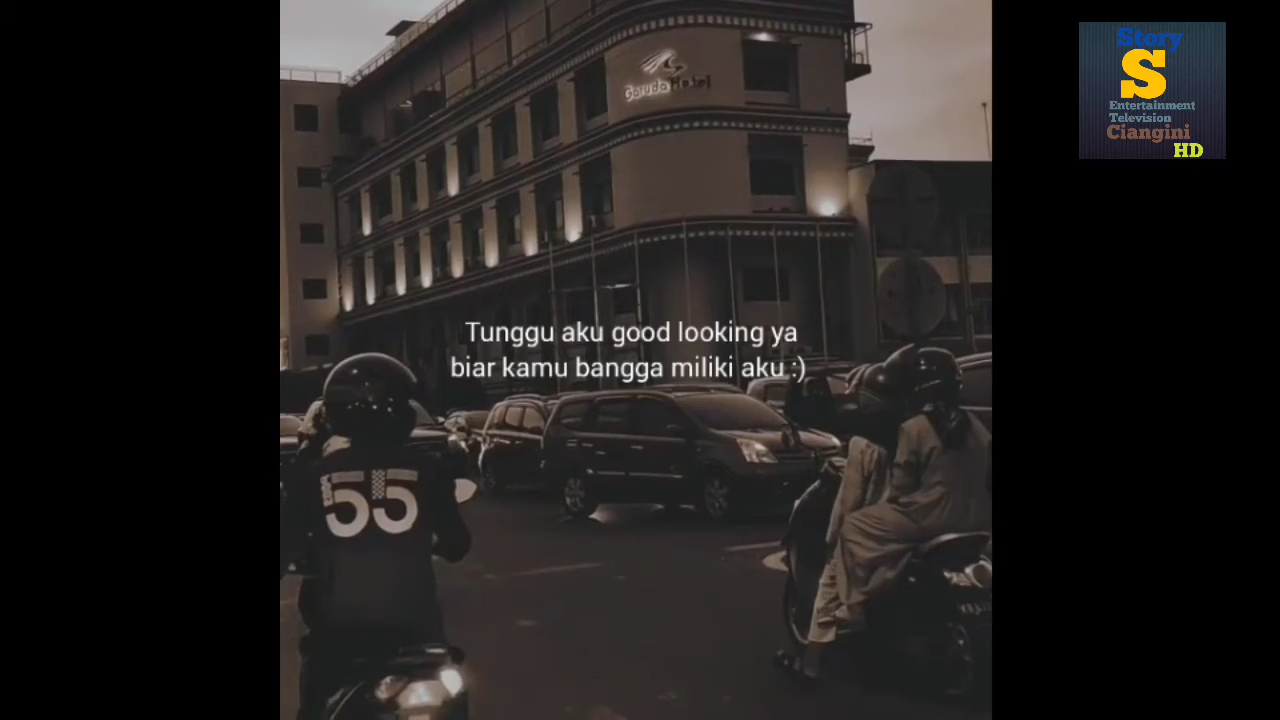 Story
S
Entertainment
Television
Ciangini
HD
Garuda Hotel
Tunggu aku good looking ya
biar kamu bangga miliki aku :)
55